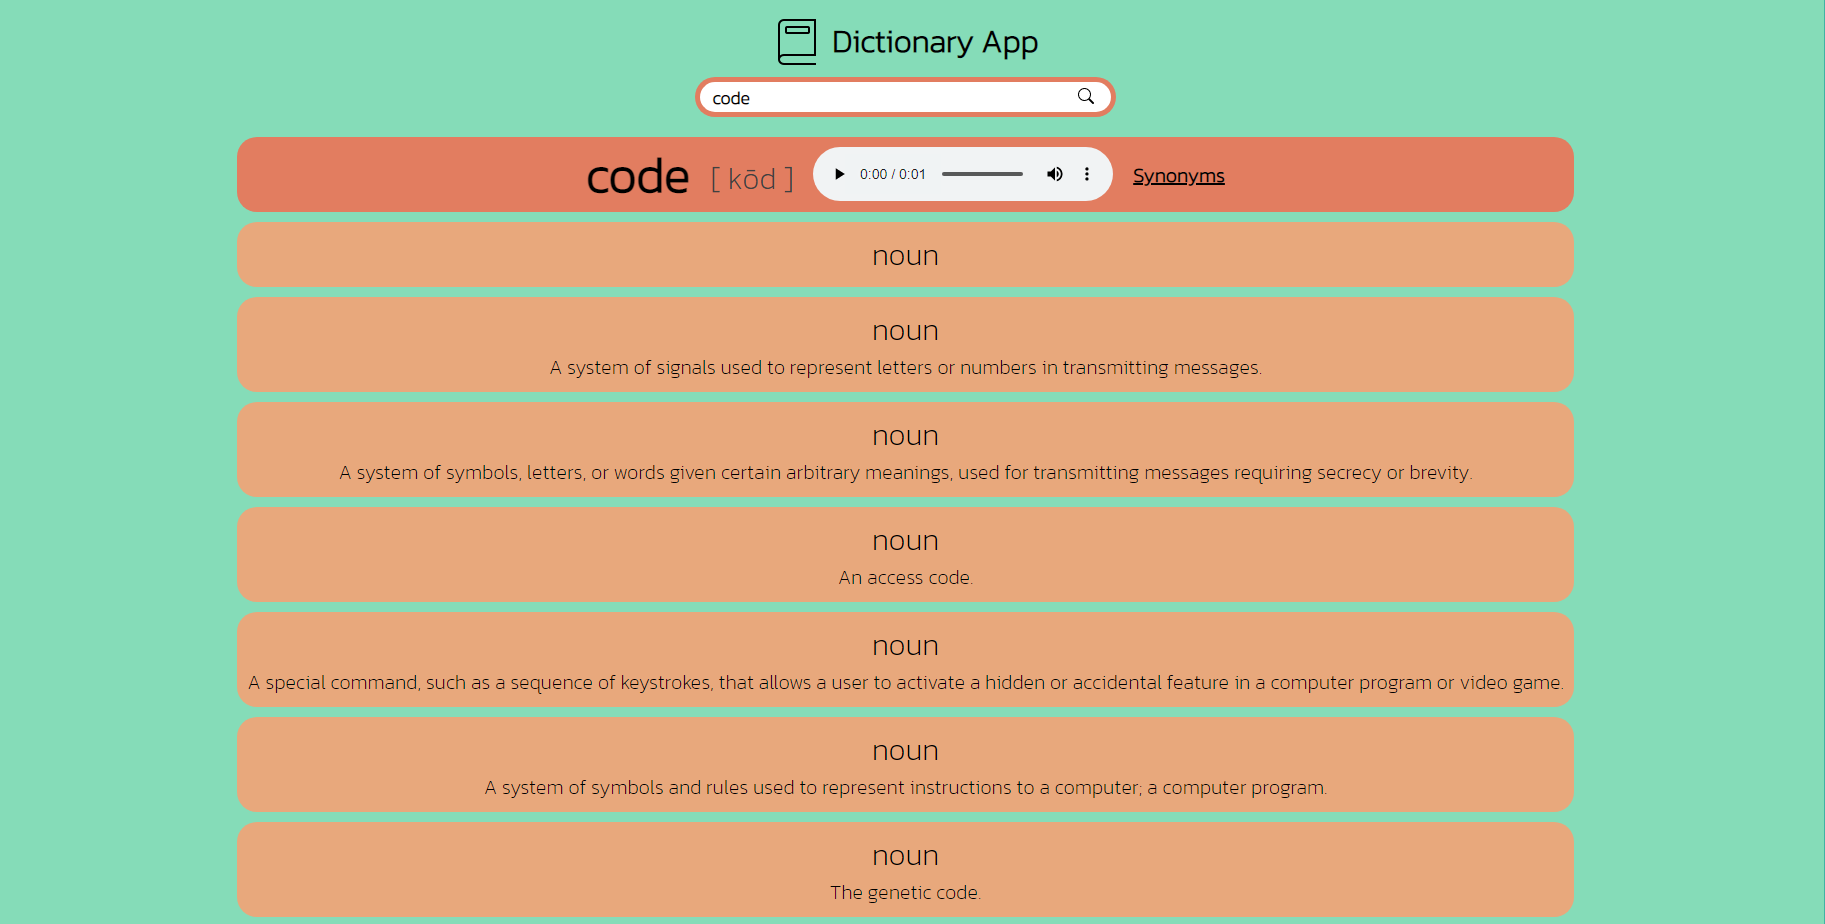 Dictionary App
code
code [ kōd ] 0:00 / 0:01 Synonyms
noun
noun
A system of signals used to represent letters or numbers in transmitting messages.
noun
A system of symbols, letters, or words given certain arbitrary meanings, used for transmitting messages requiring secrecy or brevity.
noun
An access code.
noun
A special command, such as a sequence of keystrokes, that allows a user to activate a hidden or accidental feature in a computer program or video game.
noun
A system of symbols and rules used to represent instructions to a computer; a computer program.
noun
The genetic code.